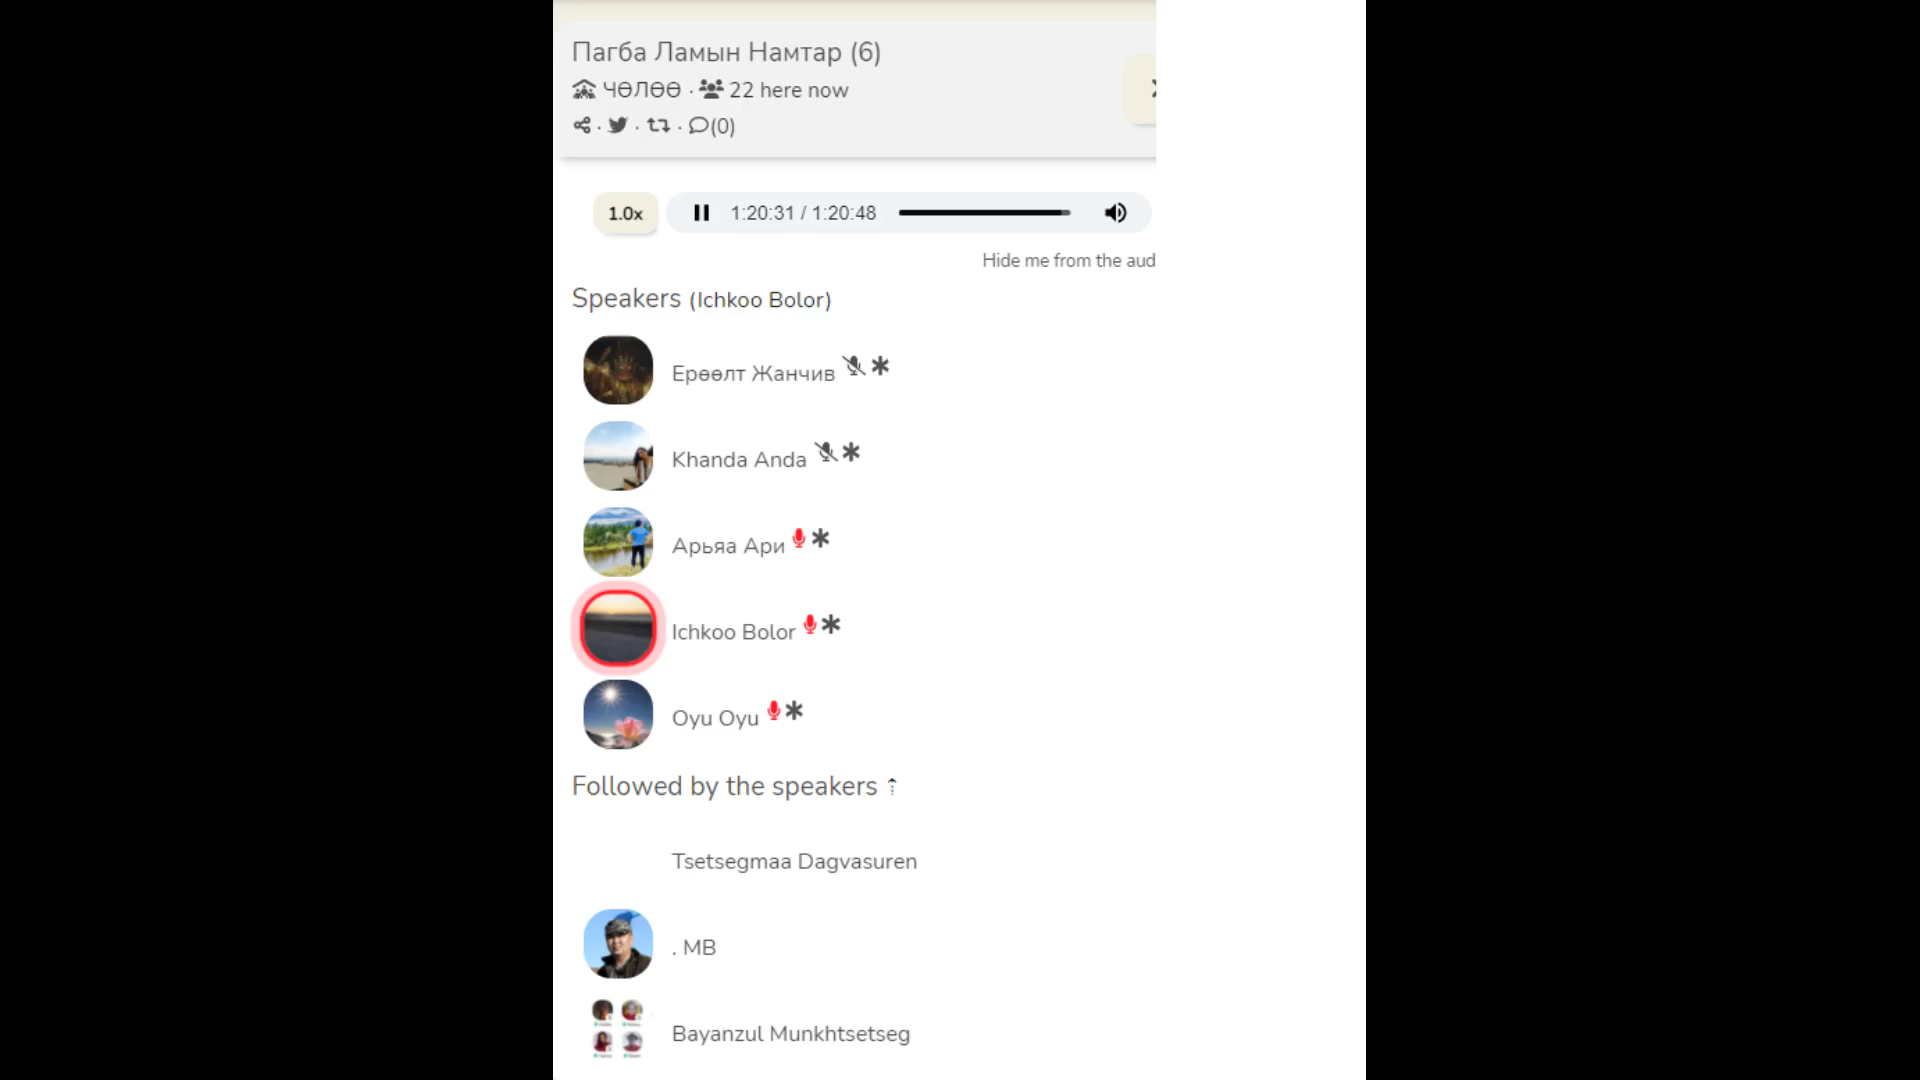 Пагба Ламын Намтар (6)
ЧӨЛӨӨ · 22 here now
· · · (0)
1.0x 1:20:31 / 1:20:48
Hide me from the aud
Speakers (Ichkoo Bolor)
Ерөөлт Жанчив
Khanda Anda
Арьяа Ари
Ichkoo Bolor
Oyu Oyu
Followed by the speakers
Tsetsegmaa Dagvasuren
. MB
Bayanzul Munkhtsetseg